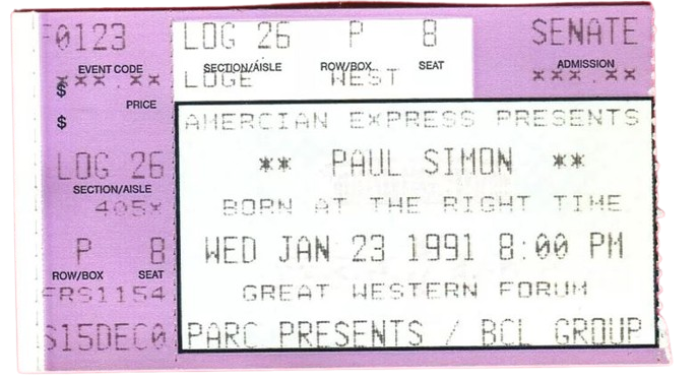 F0123
EVENT CODE
$ xxx.xx
PRICE
$
LOG 26
SECTION/AISLE
405x
P 8
ROW/BOX SEAT
FRS1154
S15DEC0
LOG 26 P 8 SENATE
SECTION/AISLE ROW/BOX SEAT ADMISSION
LOGE WEST xxx.xx
AMERCIAN EXPRESS PRESENTS
** PAUL SIMON **
BORN AT THE RIGHT TIME
WED JAN 23 1991 8:00 PM
GREAT WESTERN FORUM
PARC PRESENTS / BCL GROUP